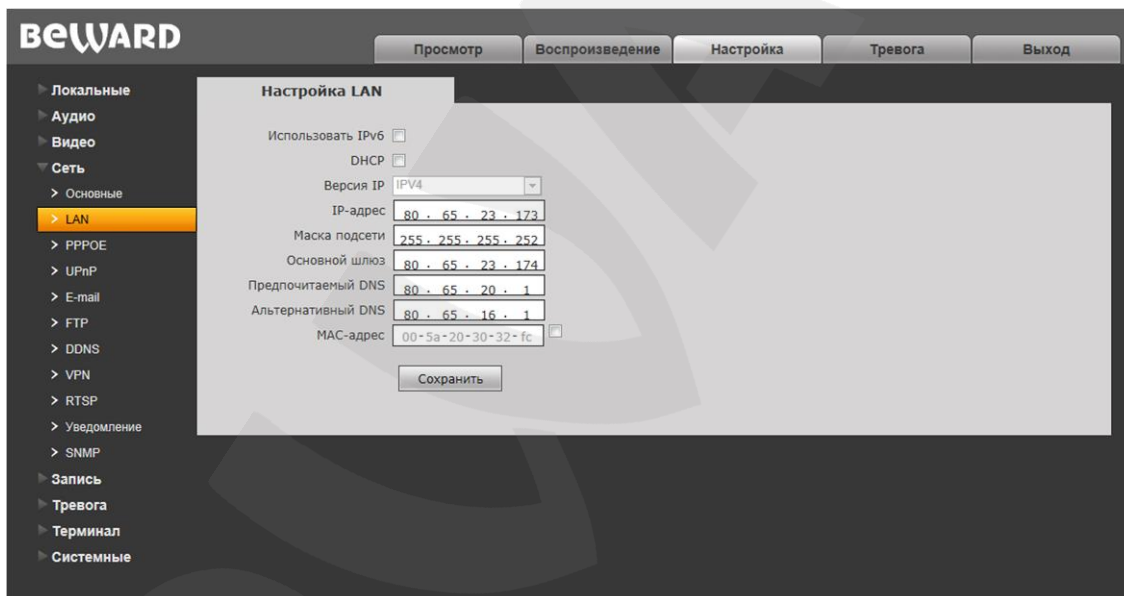 BEWARD
Просмотр Воспроизведение Настройка Тревога Выход
Локальные
Аудио
Видео
Сеть
> Основные
> LAN
> PPPOE
> UPnP
> E-mail
> FTP
> DDNS
> VPN
> RTSP
> Уведомление
> SNMP
Запись
Тревога
Терминал
Системные
Настройка LAN
Использовать IPv6
DHCP
Версия IP IPV4
IP-адрес 80 . 65 . 23 . 173
Маска подсети 255 . 255 . 255 . 252
Основной шлюз 80 . 65 . 23 . 174
Предпочитаемый DNS 80 . 65 . 20 . 1
Альтернативный DNS 80 . 65 . 16 . 1
MAC-адрес 00-5a-20-30-32-fc
Сохранить